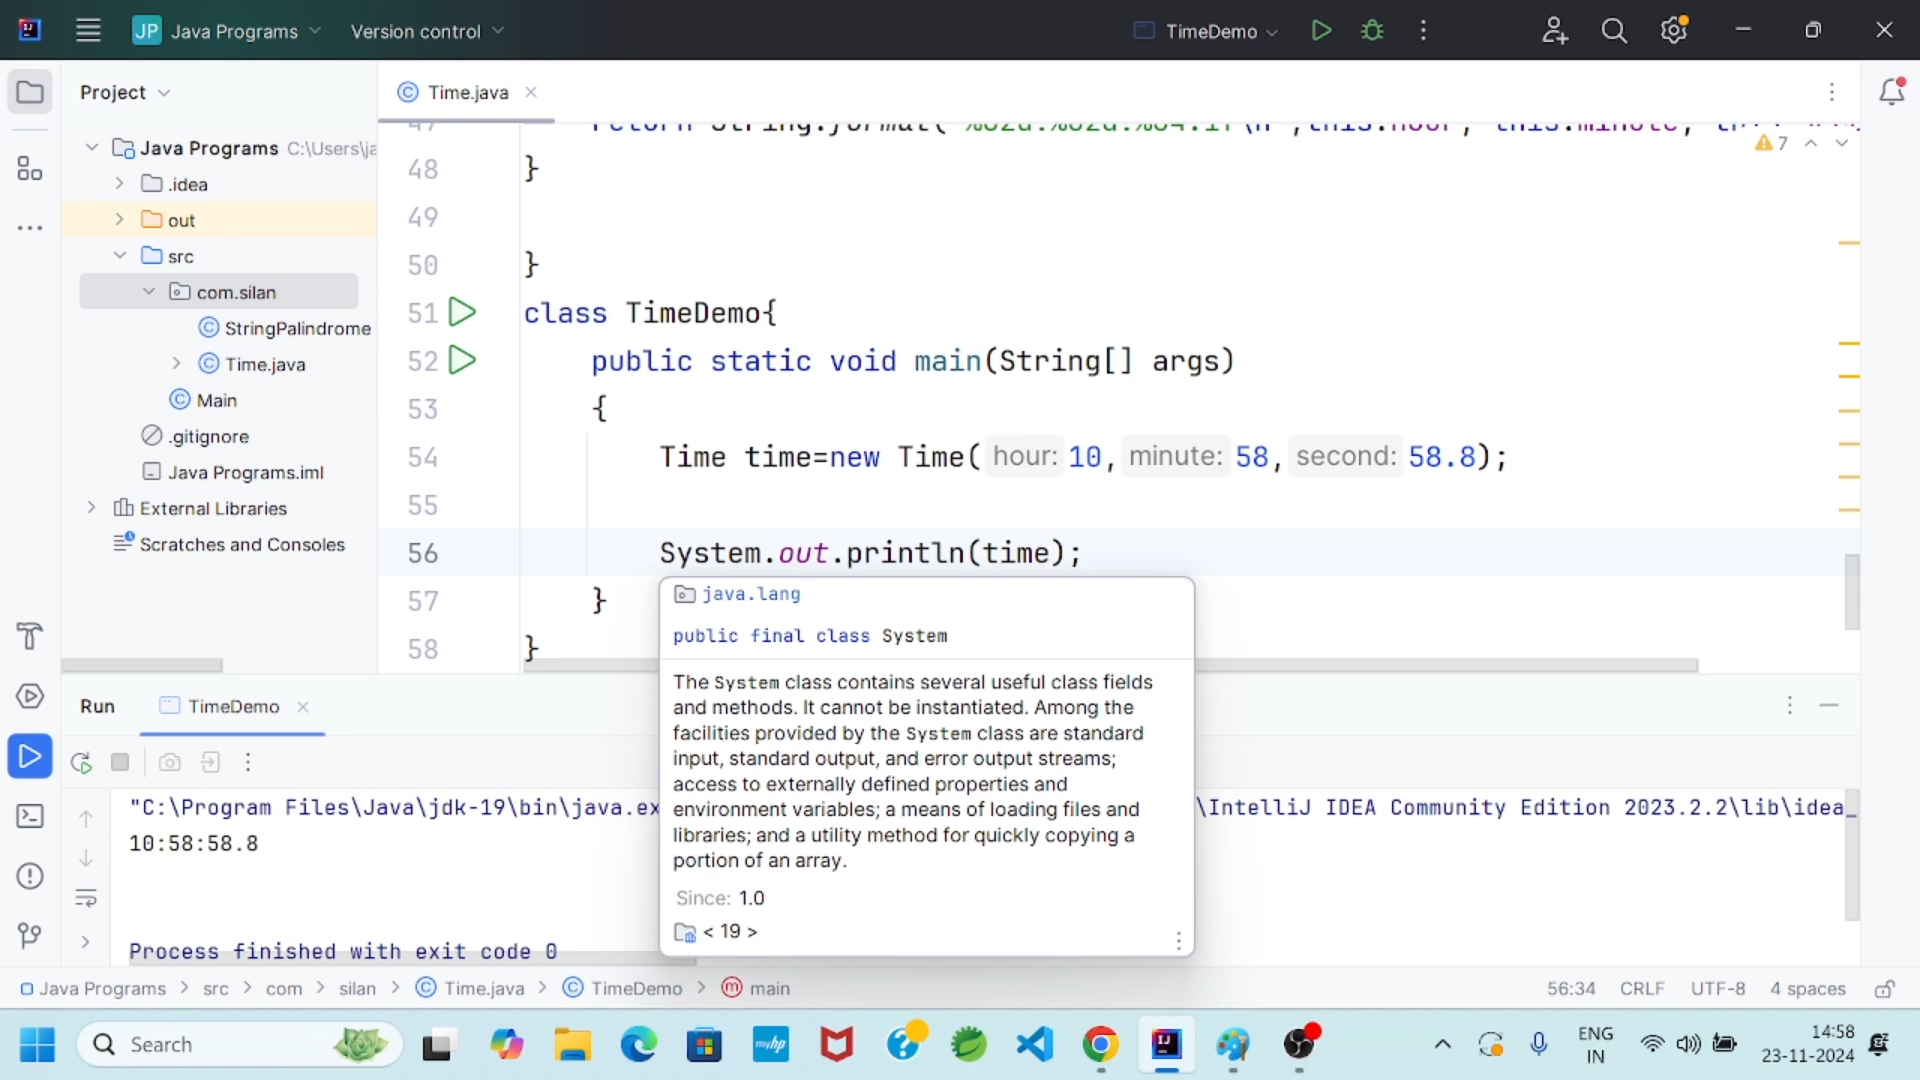 JP Java Programs Version control TimeDemo
Project
Time.java
Java Programs C:\Users\ja
.idea
out
src
com.silan
StringPalindrome
Time.java
Main
.gitignore
Java Programs.iml
External Libraries
Scratches and Consoles
7
48 }
49
50 }
51 class TimeDemo{
52 public static void main(String[] args)
53 {
54 Time time=new Time( hour: 10, minute: 58, second: 58.8);
55
56 System.out.println(time);
57 }
58 }
java.lang
public final class System
The System class contains several useful class fields
and methods. It cannot be instantiated. Among the
facilities provided by the System class are standard
input, standard output, and error output streams;
access to externally defined properties and
environment variables; a means of loading files and
libraries; and a utility method for quickly copying a
portion of an array.
Since: 1.0
< 19 >
Run TimeDemo
"C:\Program Files\Java\jdk-19\bin\java.ex \IntelliJ IDEA Community Edition 2023.2.2\lib\idea_
10:58:58.8
Process finished with exit code 0
Java Programs > src > com > silan > Time.java > TimeDemo > main 56:34 CRLF UTF-8 4 spaces
Search
myhp
ENG
IN
14:58
23-11-2024